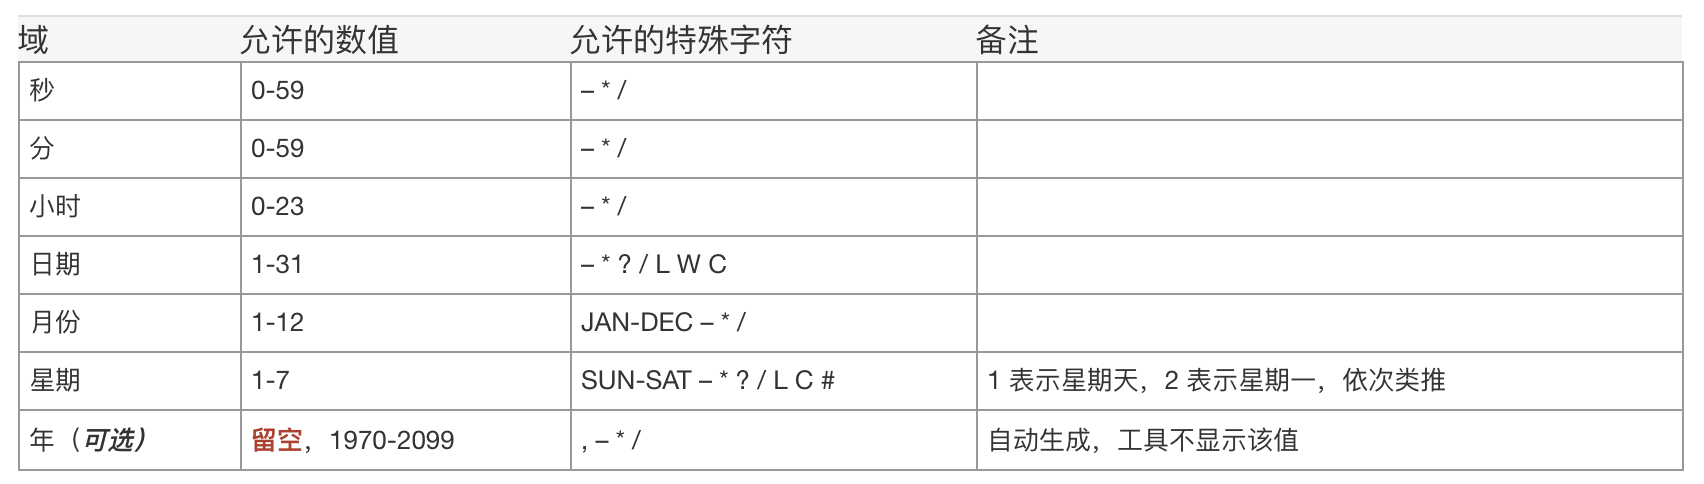 域 允许的数值 允许的特殊字符 备注
秒 0-59 – * /
分 0-59 – * /
小时 0-23 – * /
日期 1-31 – * ? / L W C
月份 1-12 JAN-DEC – * /
星期 1-7 SUN-SAT – * ? / L C # 1 表示星期天，2 表示星期一，依次类推
年（可选） 留空，1970-2099 , – * / 自动生成，工具不显示该值